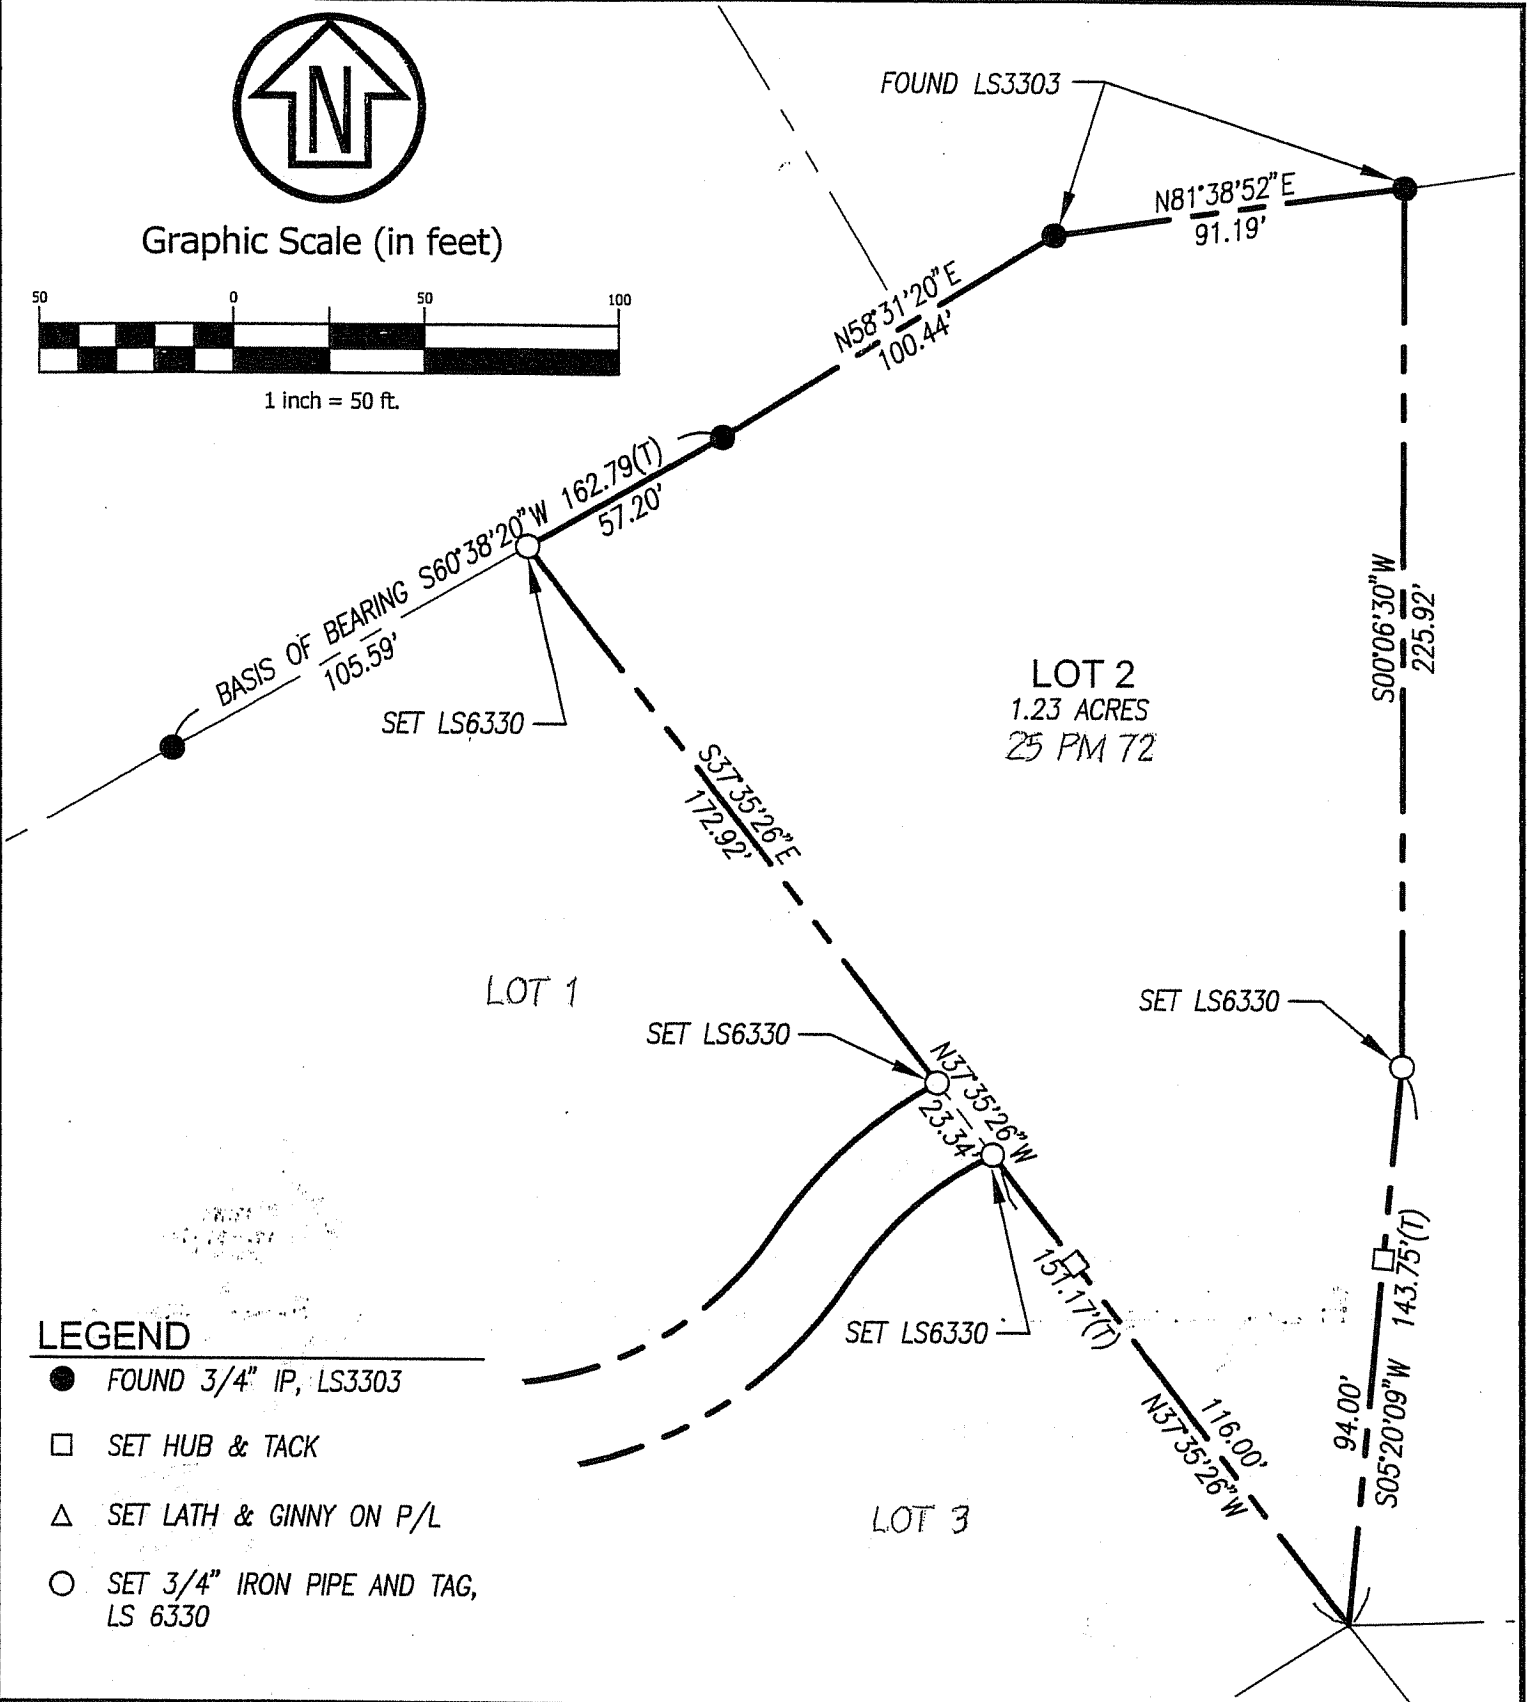 N
Graphic Scale (in feet)
50 0 50 100
1 inch = 50 ft.
FOUND LS3303
N81°38'52"E
91.19'
N58°31'20"E
100.44'
BASIS OF BEARING S60°38'20"W 162.79(T)
57.20'
105.59'
SET LS6330
S00°06'30"W
225.92'
LOT 2
1.23 ACRES
25 PM 72
S37°35'26"E
172.92'
LOT 1
SET LS6330
SET LS6330
N37°35'26"W
23.34'
SET LS6330
151.17'(T)
116.00'
N37°35'26"W
94.00'
S05°20'09"W 143.75'(T)
LOT 3
LEGEND
FOUND 3/4" IP, LS3303
SET HUB & TACK
SET LATH & GINNY ON P/L
SET 3/4" IRON PIPE AND TAG,
LS 6330